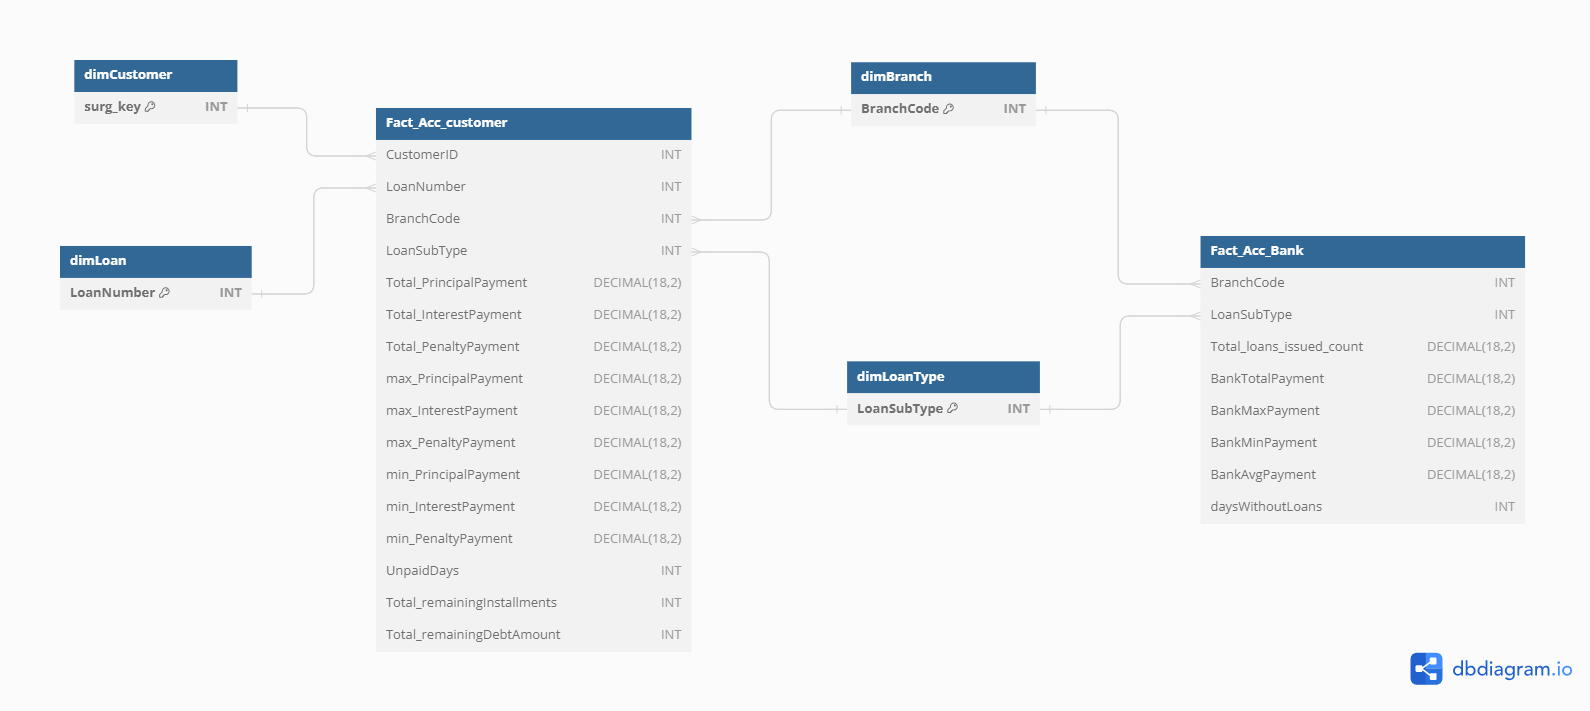 dimCustomer
surg_key INT
dimLoan
LoanNumber INT
Fact_Acc_customer
CustomerID INT
LoanNumber INT
BranchCode INT
LoanSubType INT
Total_PrincipalPayment DECIMAL(18,2)
Total_InterestPayment DECIMAL(18,2)
Total_PenaltyPayment DECIMAL(18,2)
max_PrincipalPayment DECIMAL(18,2)
max_InterestPayment DECIMAL(18,2)
max_PenaltyPayment DECIMAL(18,2)
min_PrincipalPayment DECIMAL(18,2)
min_InterestPayment DECIMAL(18,2)
min_PenaltyPayment DECIMAL(18,2)
UnpaidDays INT
Total_remainingInstallments INT
Total_remainingDebtAmount INT
dimBranch
BranchCode INT
dimLoanType
LoanSubType INT
Fact_Acc_Bank
BranchCode INT
LoanSubType INT
Total_loans_issued_count DECIMAL(18,2)
BankTotalPayment DECIMAL(18,2)
BankMaxPayment DECIMAL(18,2)
BankMinPayment DECIMAL(18,2)
BankAvgPayment DECIMAL(18,2)
daysWithoutLoans INT
dbdiagram.io